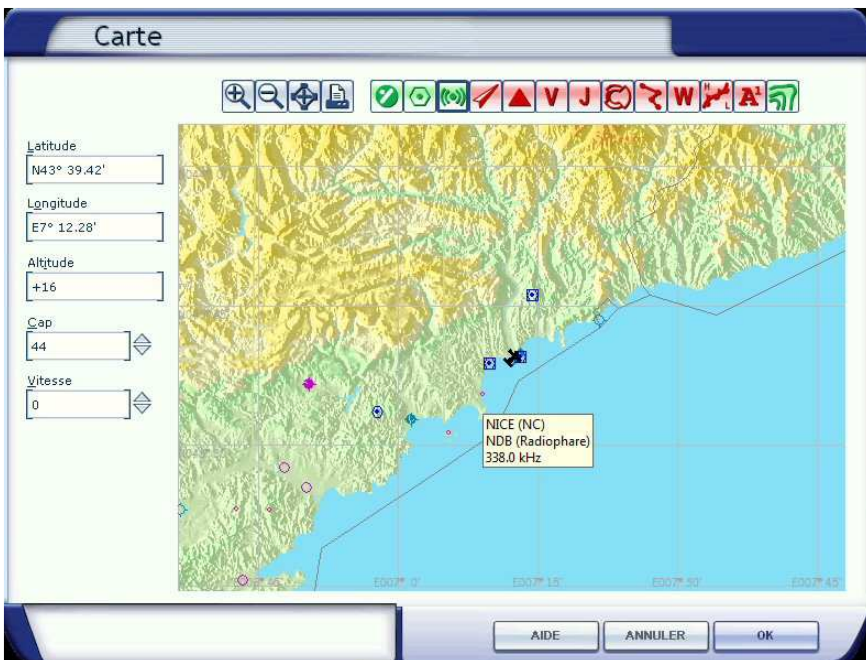 Carte
V J W A¹
Latitude
N43° 39.42'
Longitude
E7° 12.28'
Altitude
+16
Cap
44
Vitesse
0
NICE (NC)
NDB (Radiophare)
338.0 kHz
E007° 0'
E007° 15'
E007° 30'
E007° 45'
AIDE
ANNULER
OK